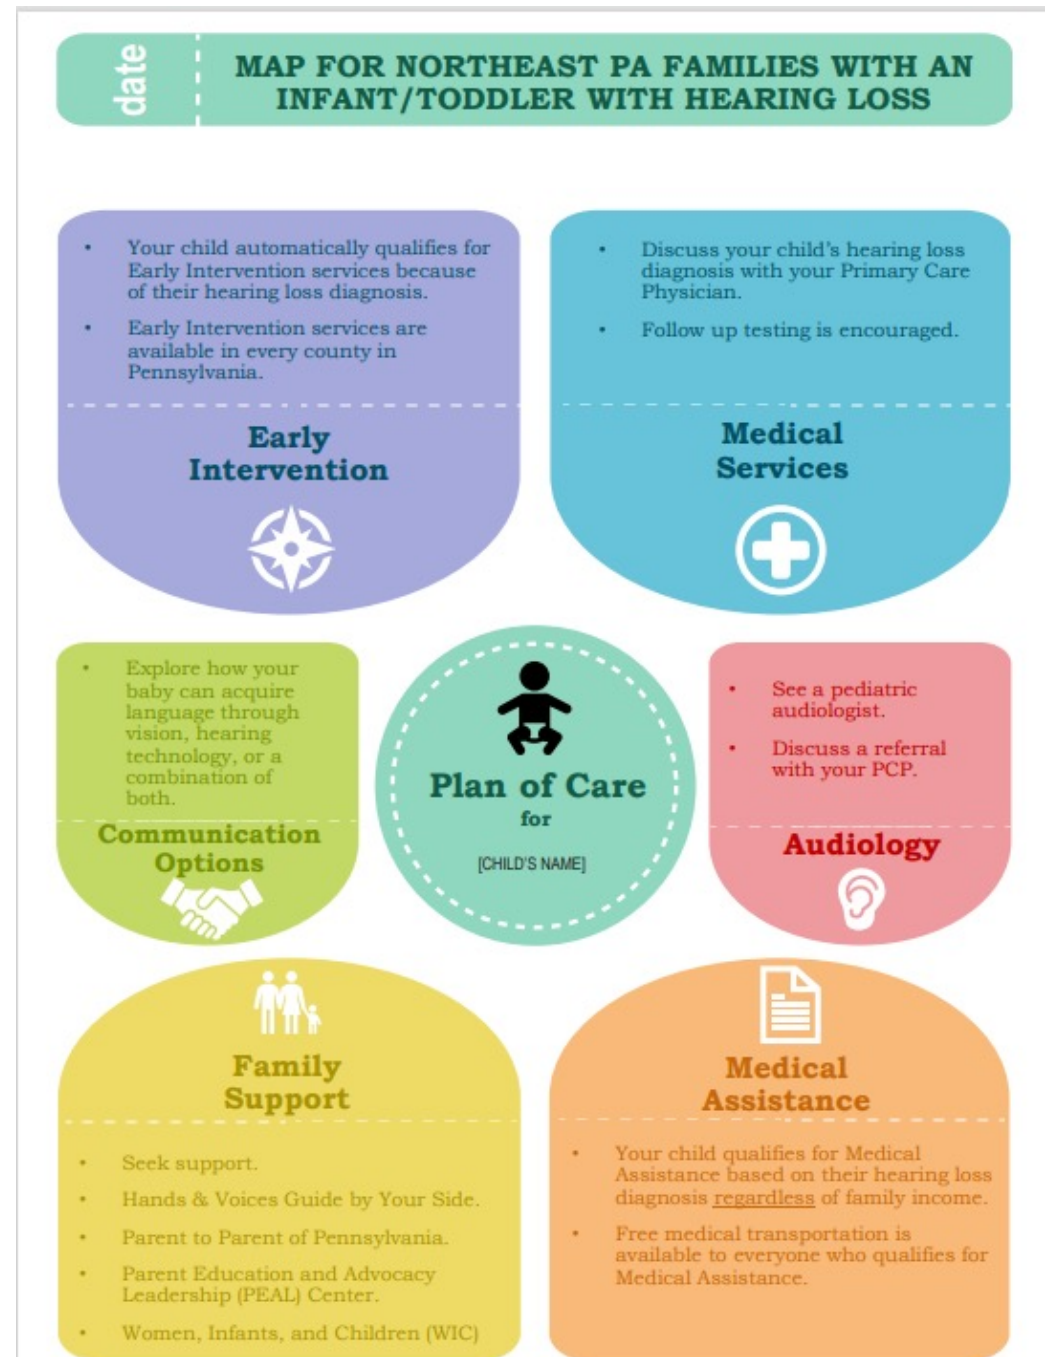 date
MAP FOR NORTHEAST PA FAMILIES WITH AN
INFANT/TODDLER WITH HEARING LOSS
• Your child automatically qualifies for
Early Intervention services because
of their hearing loss diagnosis.
• Early Intervention services are
available in every county in
Pennsylvania.
Early
Intervention
• Discuss your child's hearing loss
diagnosis with your Primary Care
Physician.
• Follow up testing is encouraged.
Medical
Services
• Explore how your
baby can acquire
language through
vision, hearing
technology, or a
combination of
both.
Communication
Options
Plan of Care
for
[CHILD'S NAME]
• See a pediatric
audiologist.
• Discuss a referral
with your PCP.
Audiology
Family
Support
• Seek support.
• Hands & Voices Guide by Your Side.
• Parent to Parent of Pennsylvania.
• Parent Education and Advocacy
Leadership (PEAL) Center.
• Women, Infants, and Children (WIC)
Medical
Assistance
• Your child qualifies for Medical
Assistance based on their hearing loss
diagnosis regardless of family income.
• Free medical transportation is
available to everyone who qualifies for
Medical Assistance.